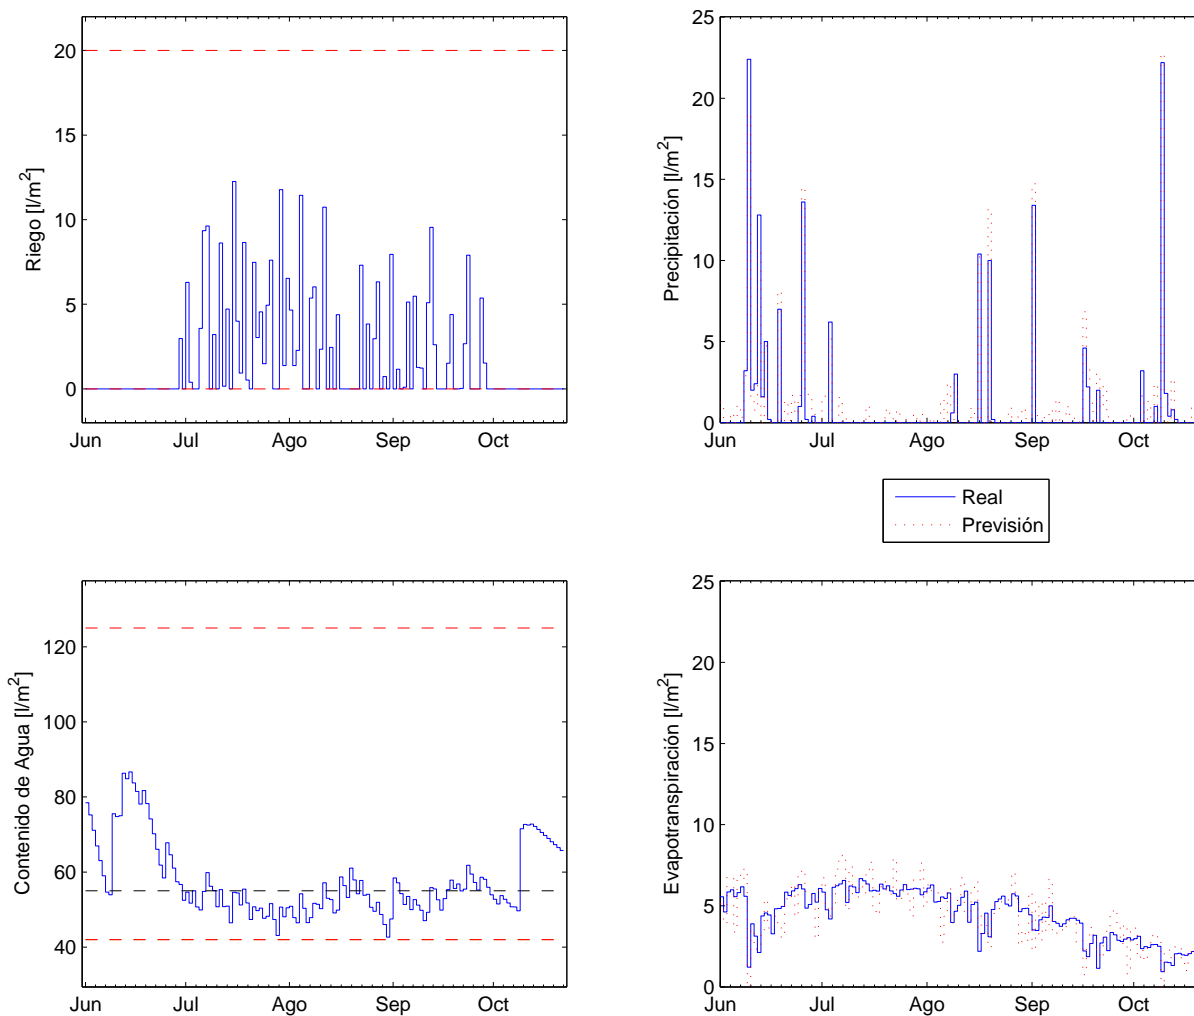 Riego [l/m²]
20
15
10
5
0
Jun Jul Ago Sep Oct
Precipitación [l/m²]
25
20
15
10
5
0
Jun Jul Ago Sep Oct
Real
Previsión
Contenido de Agua [l/m²]
120
100
80
60
40
Jun Jul Ago Sep Oct
Evapotranspiración [l/m²]
25
20
15
10
5
0
Jun Jul Ago Sep Oct